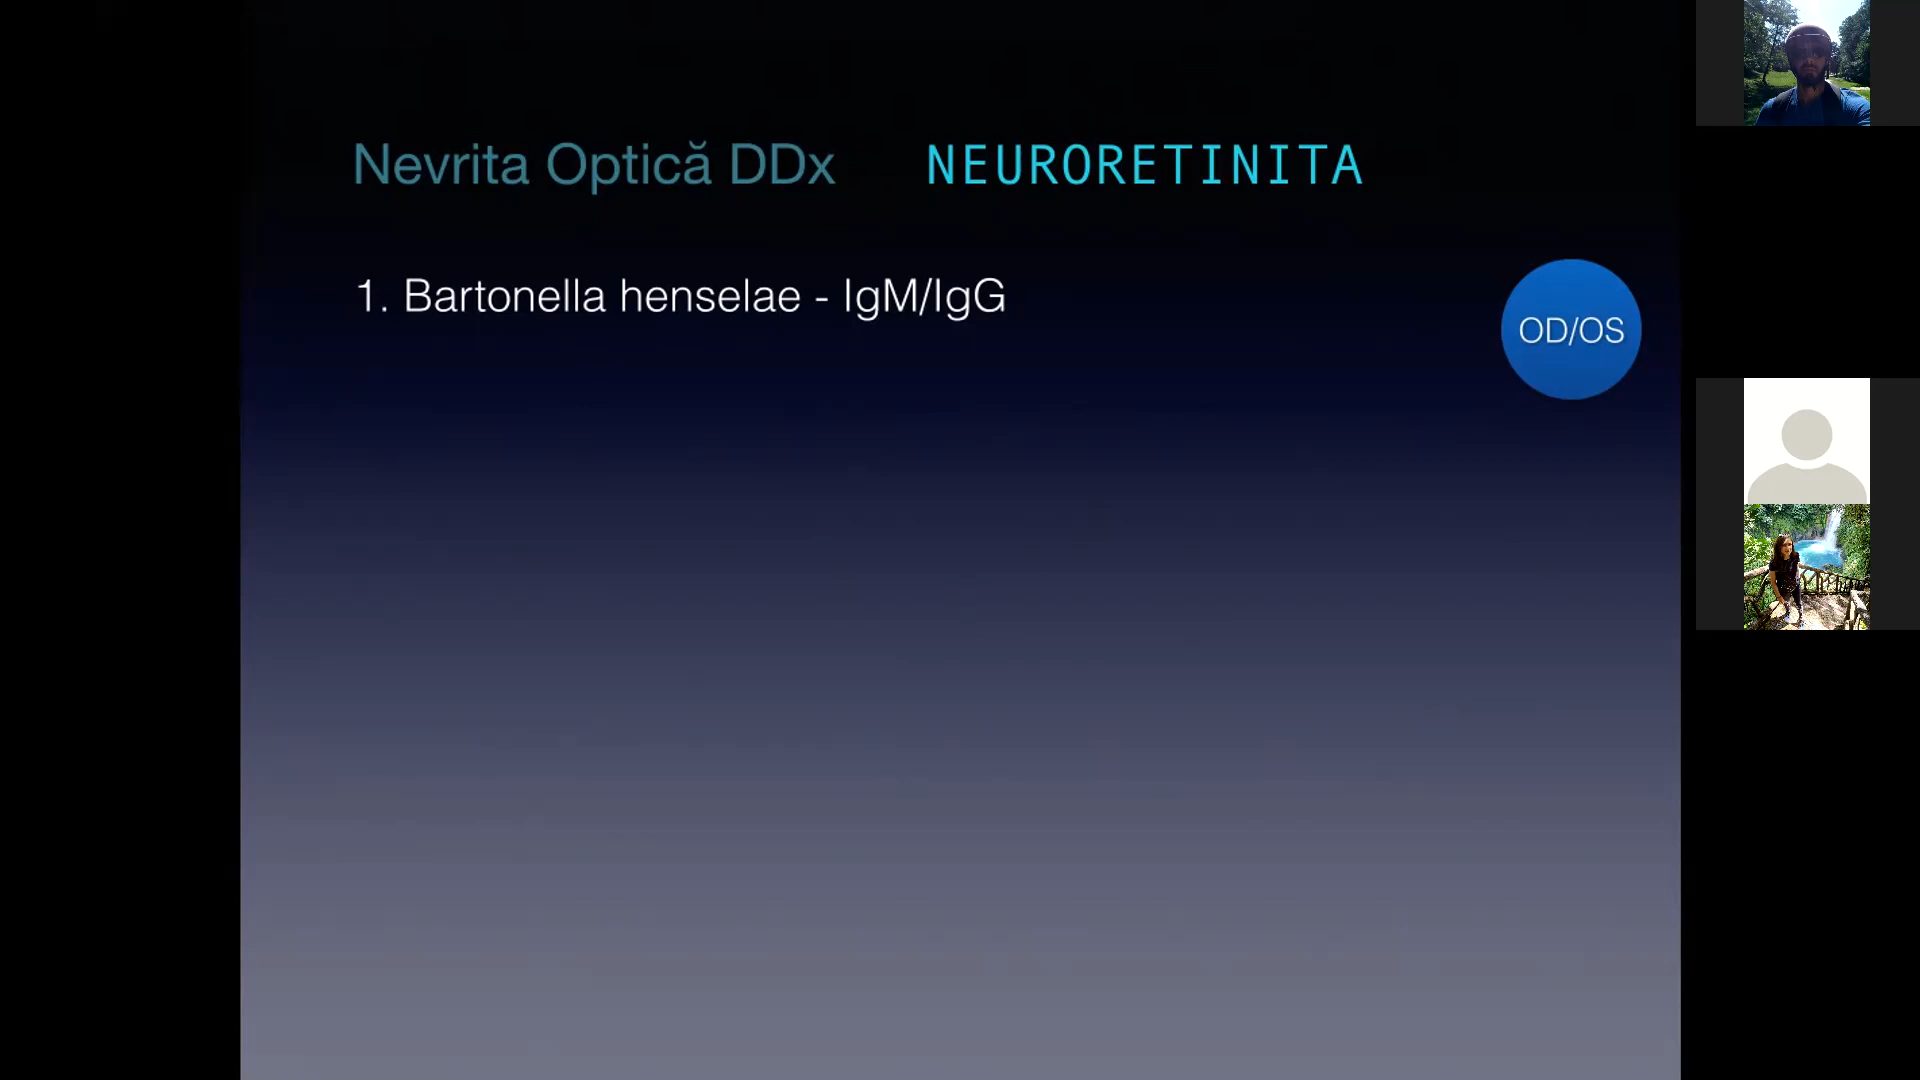 Nevrita Optică DDx NEURORETINITA
1. Bartonella henselae - IgM/IgG
OD/OS